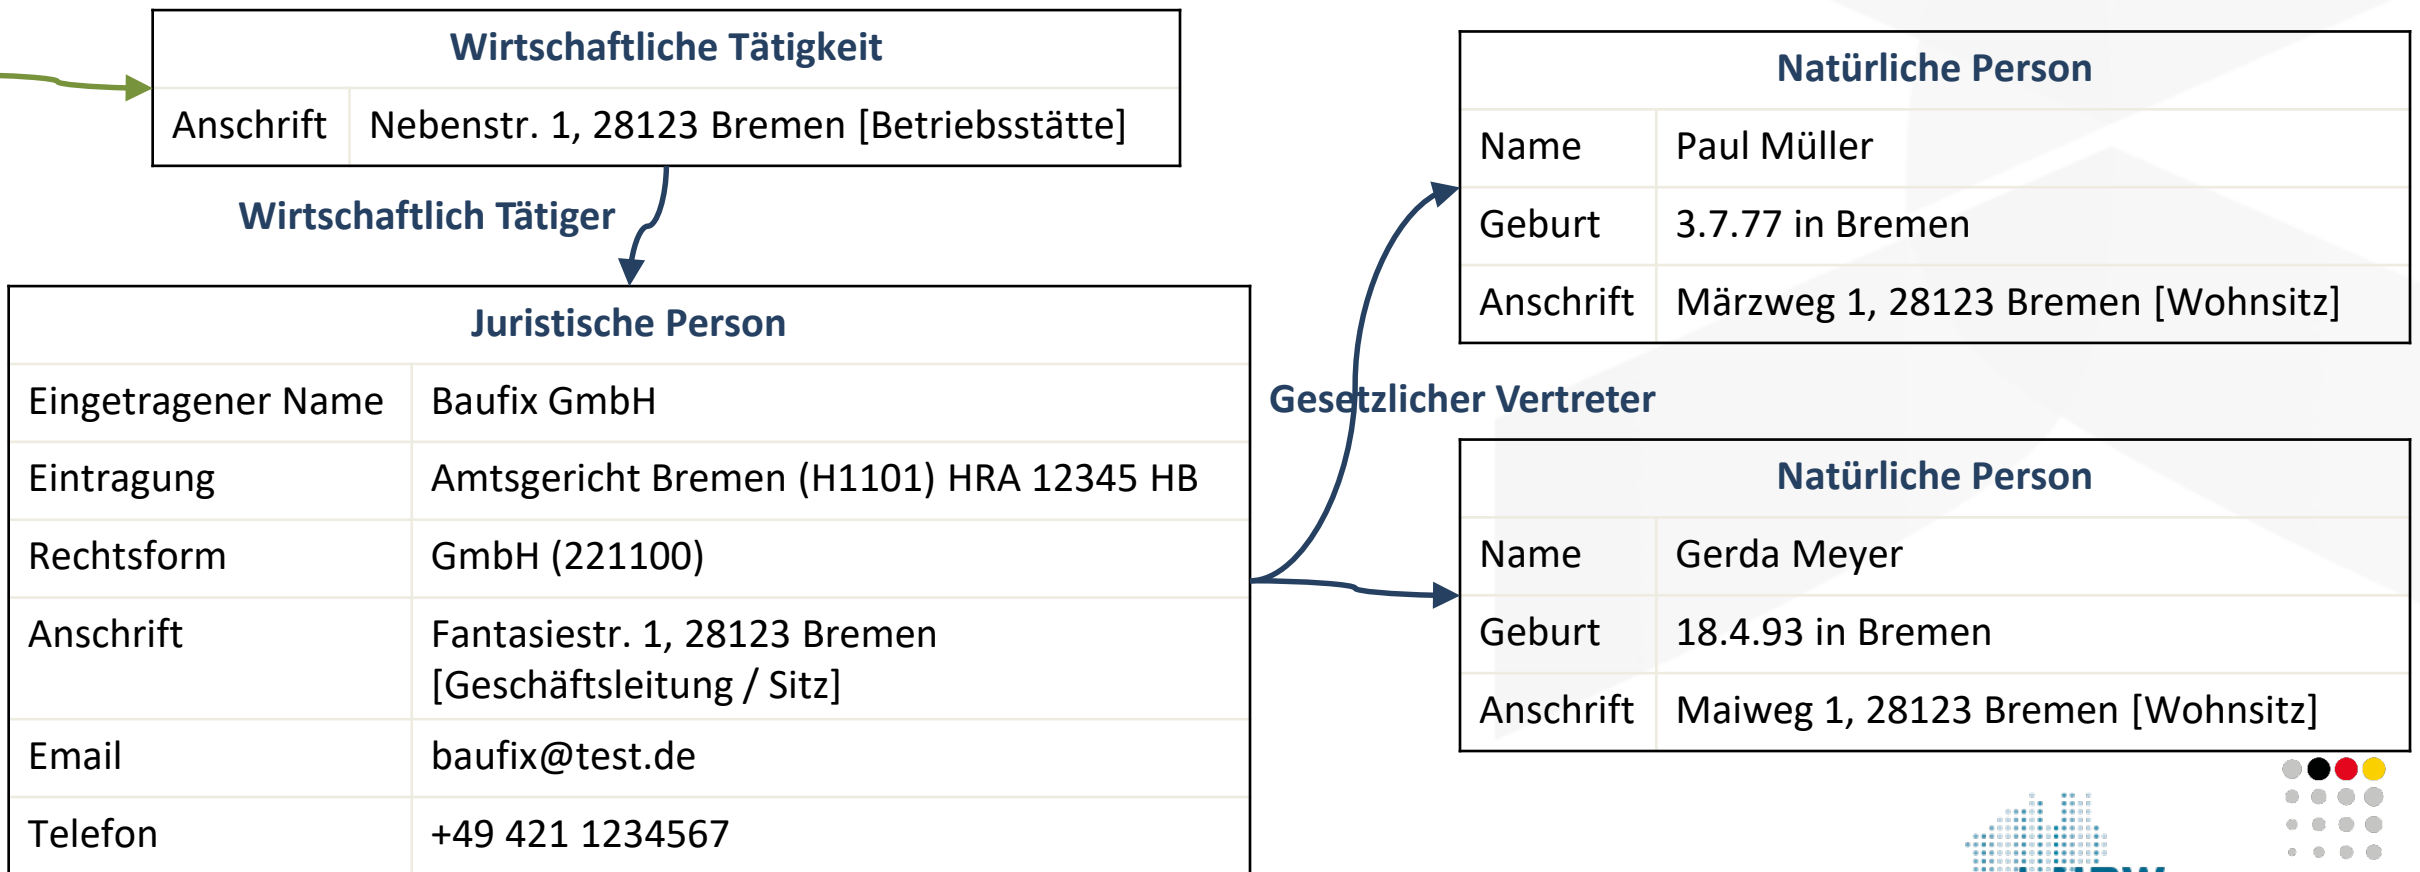 Wirtschaftliche Tätigkeit
Anschrift Nebenstr. 1, 28123 Bremen [Betriebsstätte]
Wirtschaftlich Tätiger
Juristische Person
Eingetragener Name Baufix GmbH
Eintragung Amtsgericht Bremen (H1101) HRA 12345 HB
Rechtsform GmbH (221100)
Anschrift Fantasiestr. 1, 28123 Bremen
[Geschäftsleitung / Sitz]
Email baufix@test.de
Telefon +49 421 1234567
Gesetzlicher Vertreter
Natürliche Person
Name Paul Müller
Geburt 3.7.77 in Bremen
Anschrift Märzweg 1, 28123 Bremen [Wohnsitz]
Natürliche Person
Name Gerda Meyer
Geburt 18.4.93 in Bremen
Anschrift Maiweg 1, 28123 Bremen [Wohnsitz]